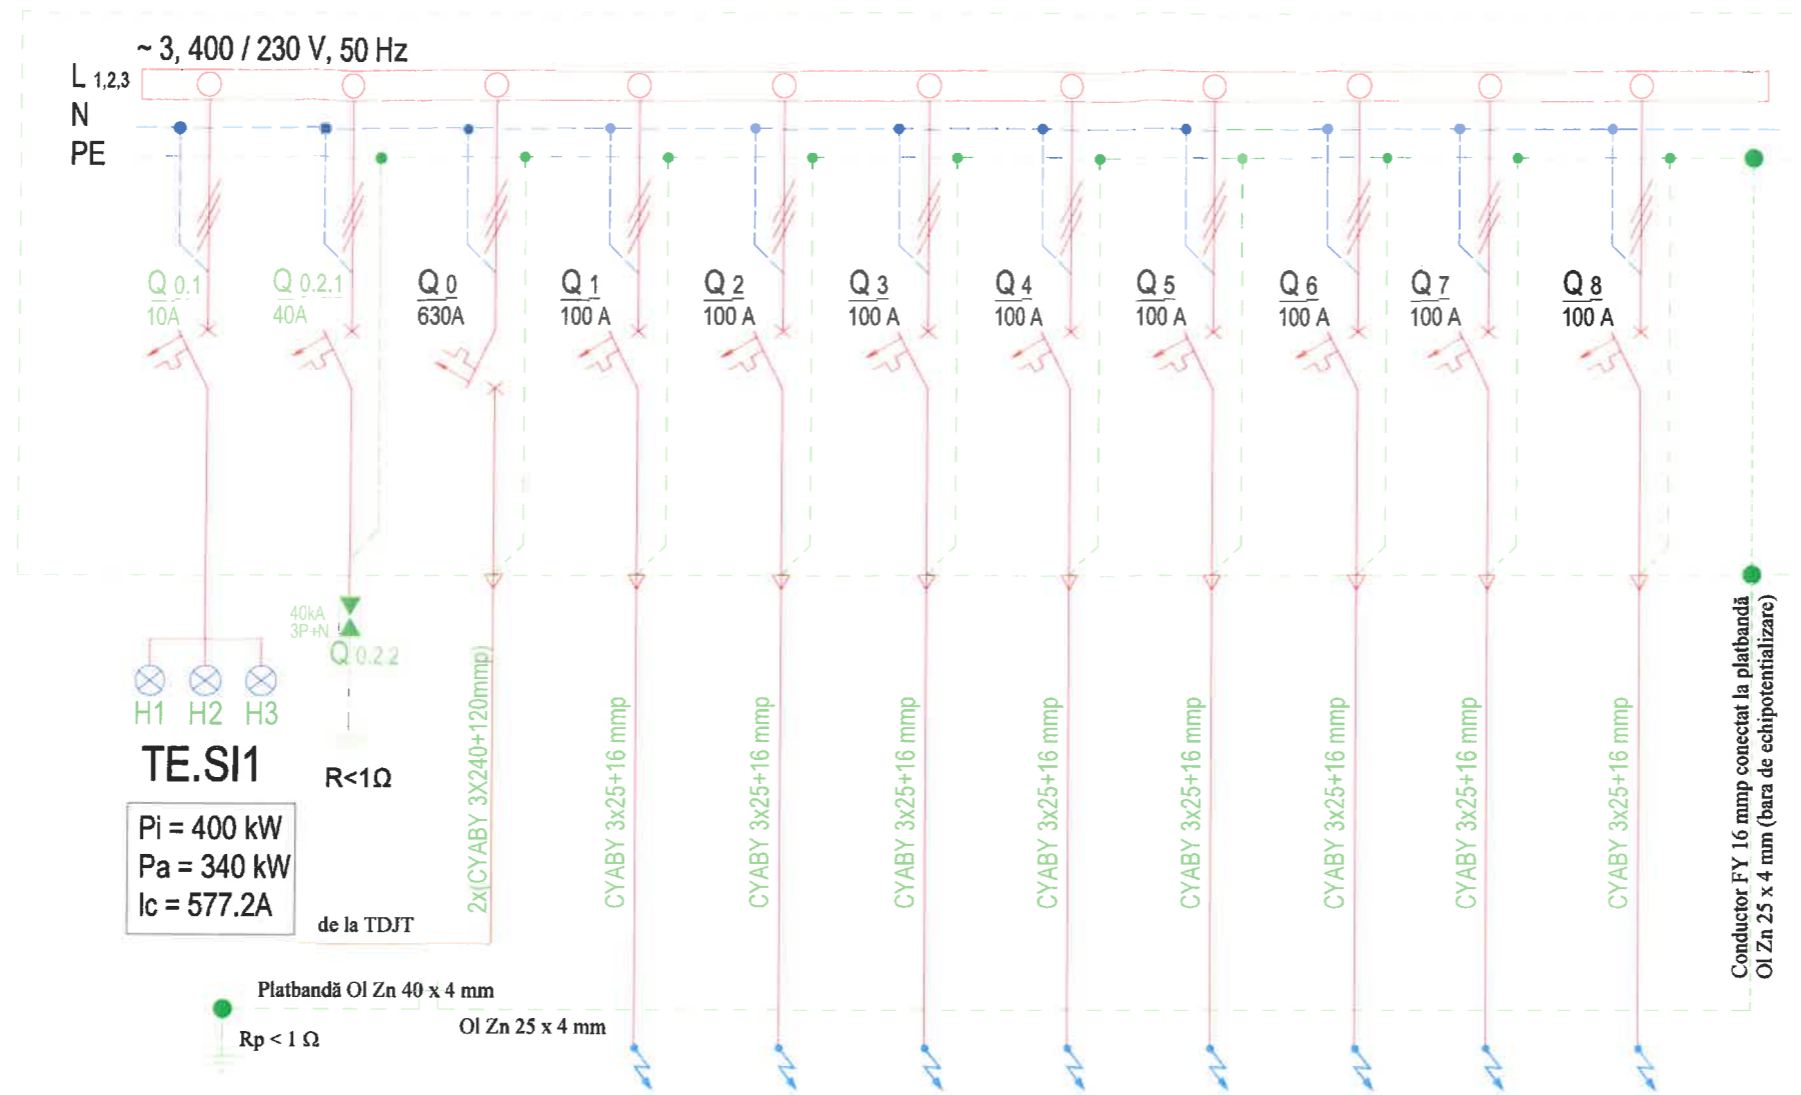 ~ 3, 400 / 230 V, 50 Hz
L 1,2,3
N
PE
Q 0.1
10A
Q 0.2.1
40A
Q 0
630A
Q 1
100 A
Q 2
100 A
Q 3
100 A
Q 4
100 A
Q 5
100 A
Q 6
100 A
Q 7
100 A
Q 8
100 A
40kA
3P+N
Q 0.2.2
H1 H2 H3
TE.SI1
R<1Ω
Pi = 400 kW
Pa = 340 kW
Ic = 577.2A
de la TDJT
2x(CYABY 3X240+120mmp)
CYABY 3x25+16 mmp
CYABY 3x25+16 mmp
CYABY 3x25+16 mmp
CYABY 3x25+16 mmp
CYABY 3x25+16 mmp
CYABY 3x25+16 mmp
CYABY 3x25+16 mmp
CYABY 3x25+16 mmp
Conductor FY 16 mmp conectat la platbandă
Ol Zn 25 x 4 mm (bara de echipotentializare)
Platbandă Ol Zn 40 x 4 mm
Ol Zn 25 x 4 mm
Rp < 1 Ω